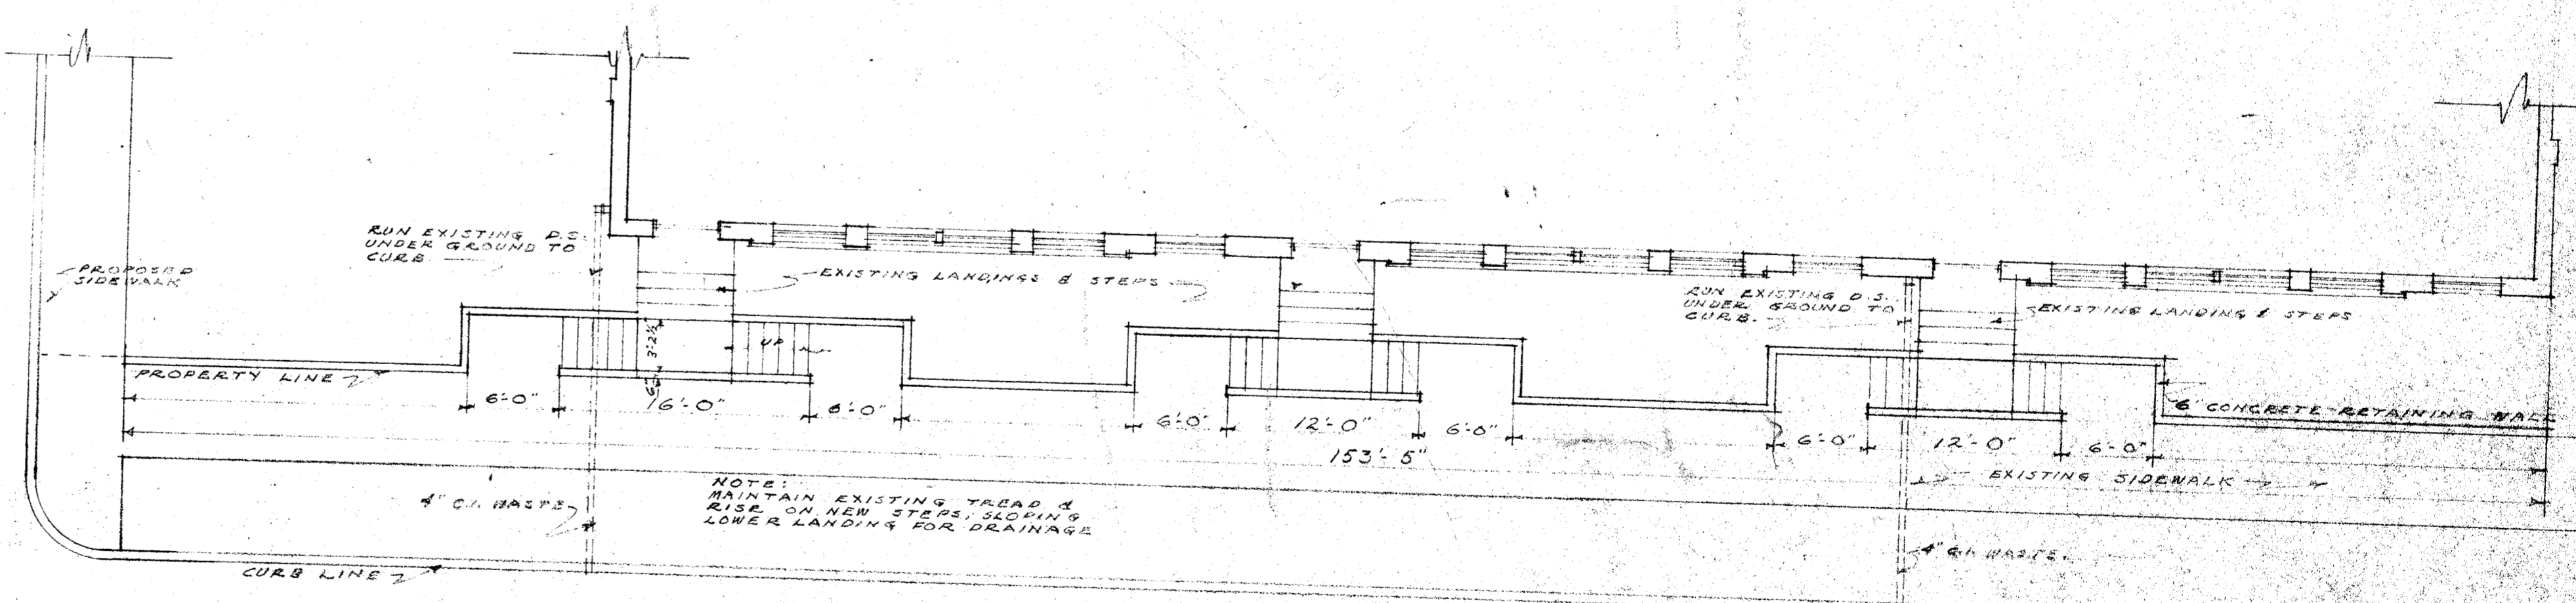 RUN EXISTING D.S.
UNDER GROUND TO
CURB
PROPOSED
SIDEWALK
EXISTING LANDINGS & STEPS
RUN EXISTING D.S.
UNDER GROUND TO
CURB.
EXISTING LANDING & STEPS
3'-2½"
UP
6"
PROPERTY LINE
6'-0"
16'-0"
6'-0"
6'-0"
12'-0"
6'-0"
6'-0"
12'-0"
6'-0"
6" CONCRETE RETAINING WALL
153'-5"
EXISTING SIDEWALK
4" C.I. WASTE
NOTE:
MAINTAIN EXISTING TREAD &
RISE ON NEW STEPS, SLOPING
LOWER LANDING FOR DRAINAGE
4" C.I. WASTE.
CURB LINE